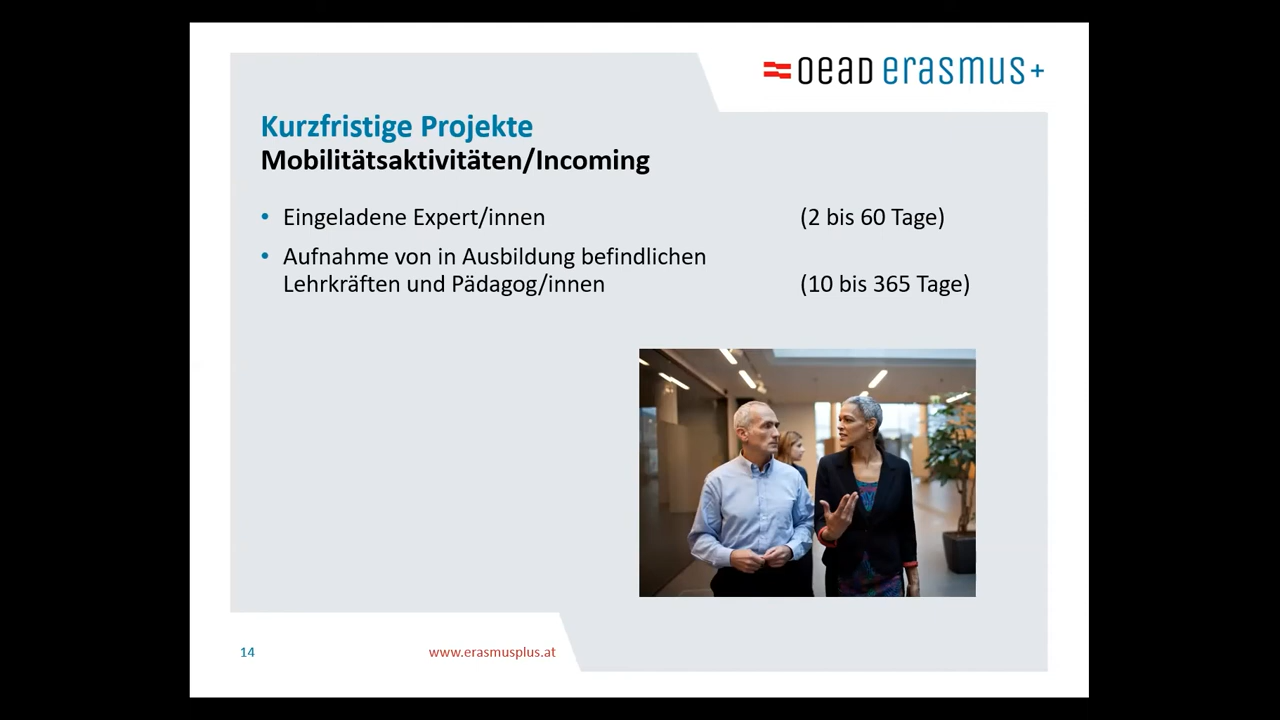 oead erasmus+
Kurzfristige Projekte
Mobilitätsaktivitäten/Incoming
• Eingeladene Expert/innen (2 bis 60 Tage)
• Aufnahme von in Ausbildung befindlichen
Lehrkräften und Pädagog/innen (10 bis 365 Tage)
14 www.erasmusplus.at